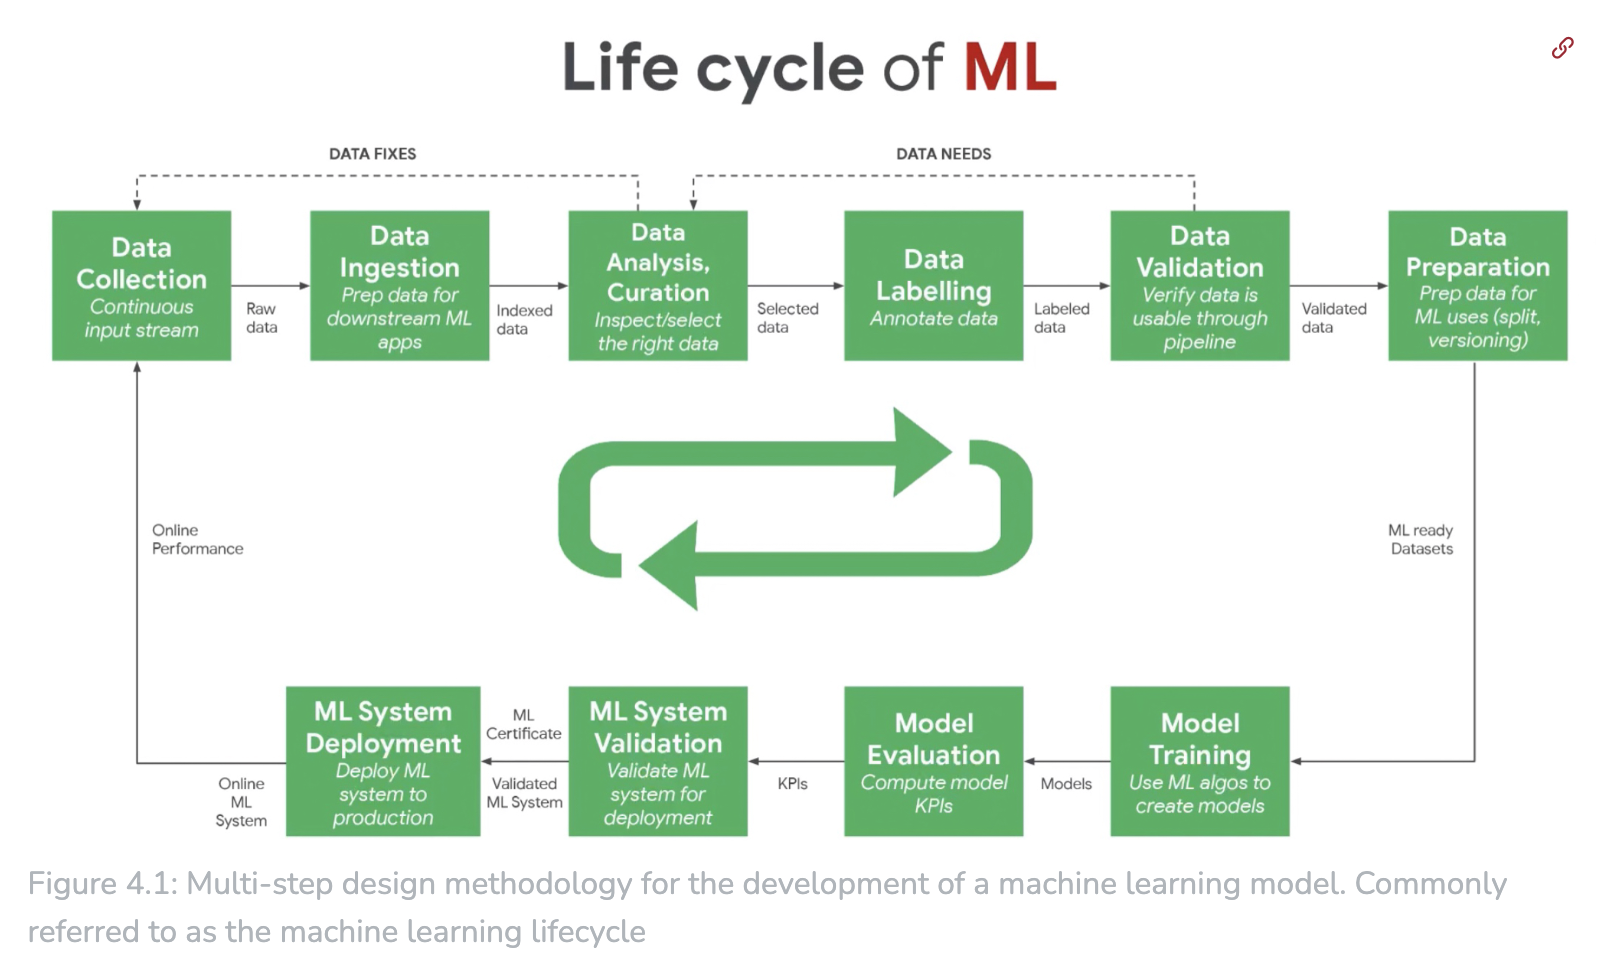 Life cycle of ML
DATA FIXES
DATA NEEDS
Data
Collection
Continuous
input stream
Raw
data
Data
Ingestion
Prep data for
downstream ML
apps
Indexed
data
Data
Analysis,
Curation
Inspect/select
the right data
Selected
data
Data
Labelling
Annotate data
Labeled
data
Data
Validation
Verify data is
usable through
pipeline
Validated
data
Data
Preparation
Prep data for
ML uses (split,
versioning)
ML ready
Datasets
Model
Training
Use ML algos to
create models
Models
Model
Evaluation
Compute model
KPIs
KPIs
ML System
Validation
Validate ML
system for
deployment
ML
Certificate
Validated
ML System
ML System
Deployment
Deploy ML
system to
production
Online
ML
System
Online
Performance
Figure 4.1: Multi-step design methodology for the development of a machine learning model. Commonly
referred to as the machine learning lifecycle